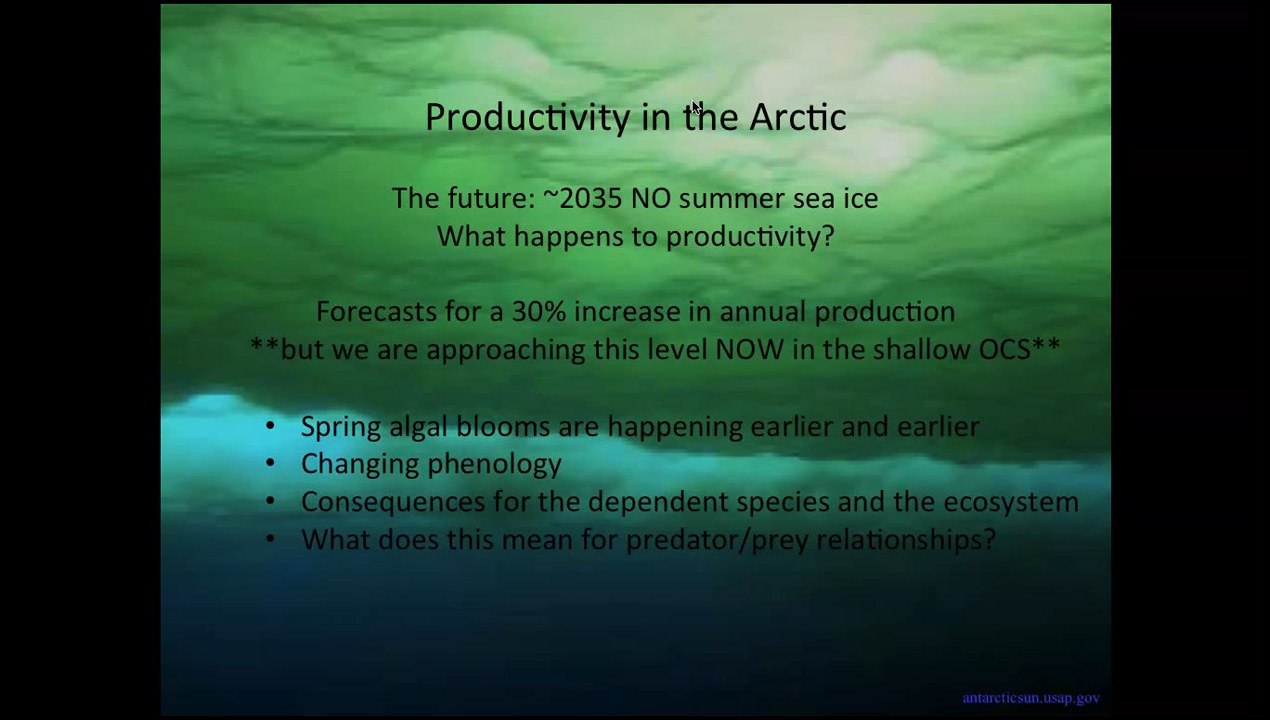 Productivity in the Arctic
The future: ~2035 NO summer sea ice
What happens to productivity?
Forecasts for a 30% increase in annual production
**but we are approaching this level NOW in the shallow OCS**
• Spring algal blooms are happening earlier and earlier
• Changing phenology
• Consequences for the dependent species and the ecosystem
• What does this mean for predator/prey relationships?
antarcticsun.usap.gov